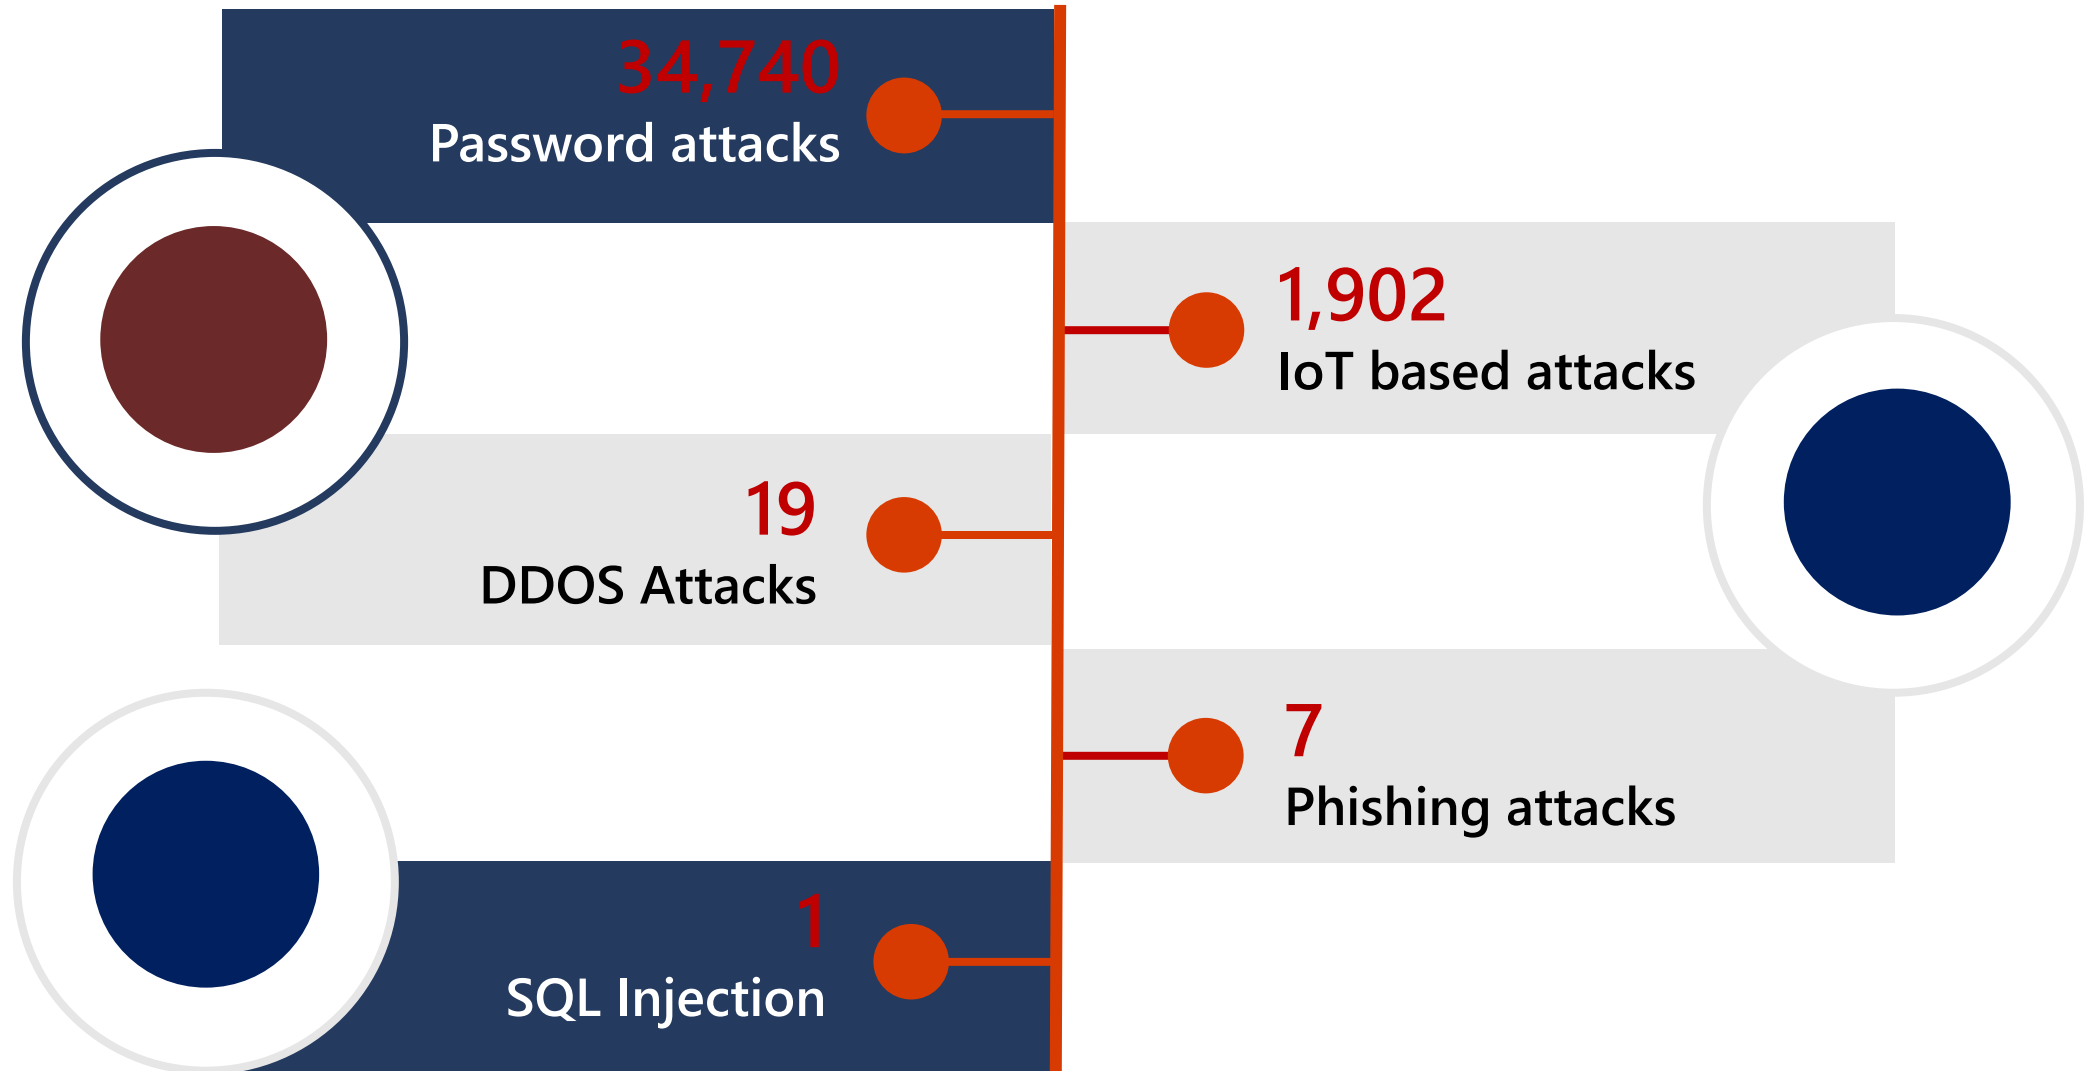 34,740
Password attacks
1,902
IoT based attacks
19
DDOS Attacks
7
Phishing attacks
1
SQL Injection